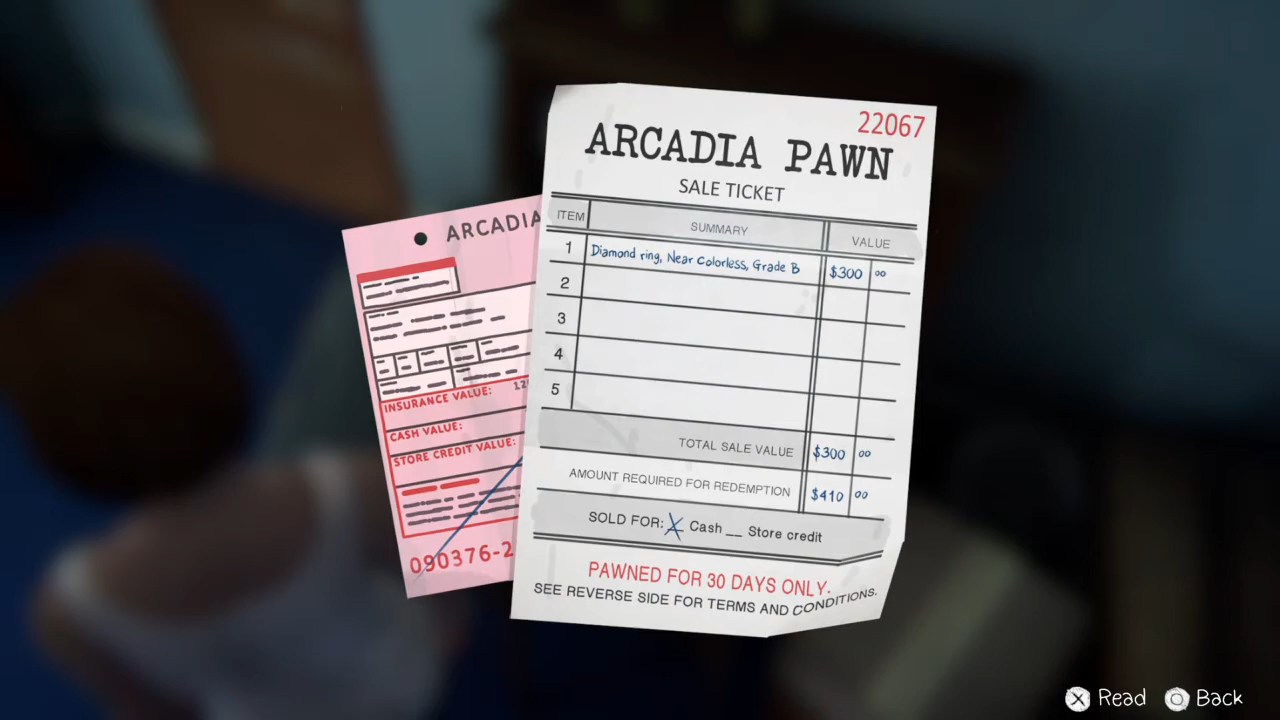 22067
ARCADIA PAWN
SALE TICKET
ITEM SUMMARY VALUE
1 Diamond ring, Near Colorless, Grade B $300 00
2
3
4
5
TOTAL SALE VALUE $300 00
AMOUNT REQUIRED FOR REDEMPTION $410 00
SOLD FOR: X Cash __ Store credit
PAWNED FOR 30 DAYS ONLY.
SEE REVERSE SIDE FOR TERMS AND CONDITIONS.
ARCADIA
INSURANCE VALUE: 12
CASH VALUE:
STORE CREDIT VALUE:
090376-2
Read Back